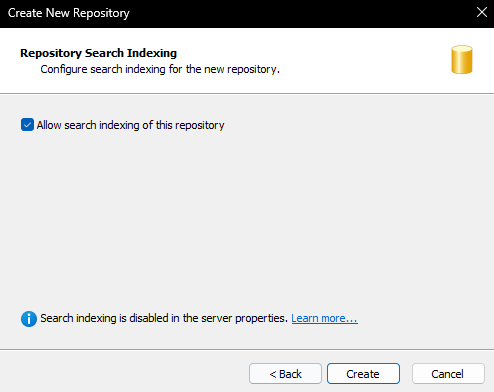 Create New Repository
Repository Search Indexing
Configure search indexing for the new repository.
Allow search indexing of this repository
Search indexing is disabled in the server properties. Learn more...
< Back
Create
Cancel